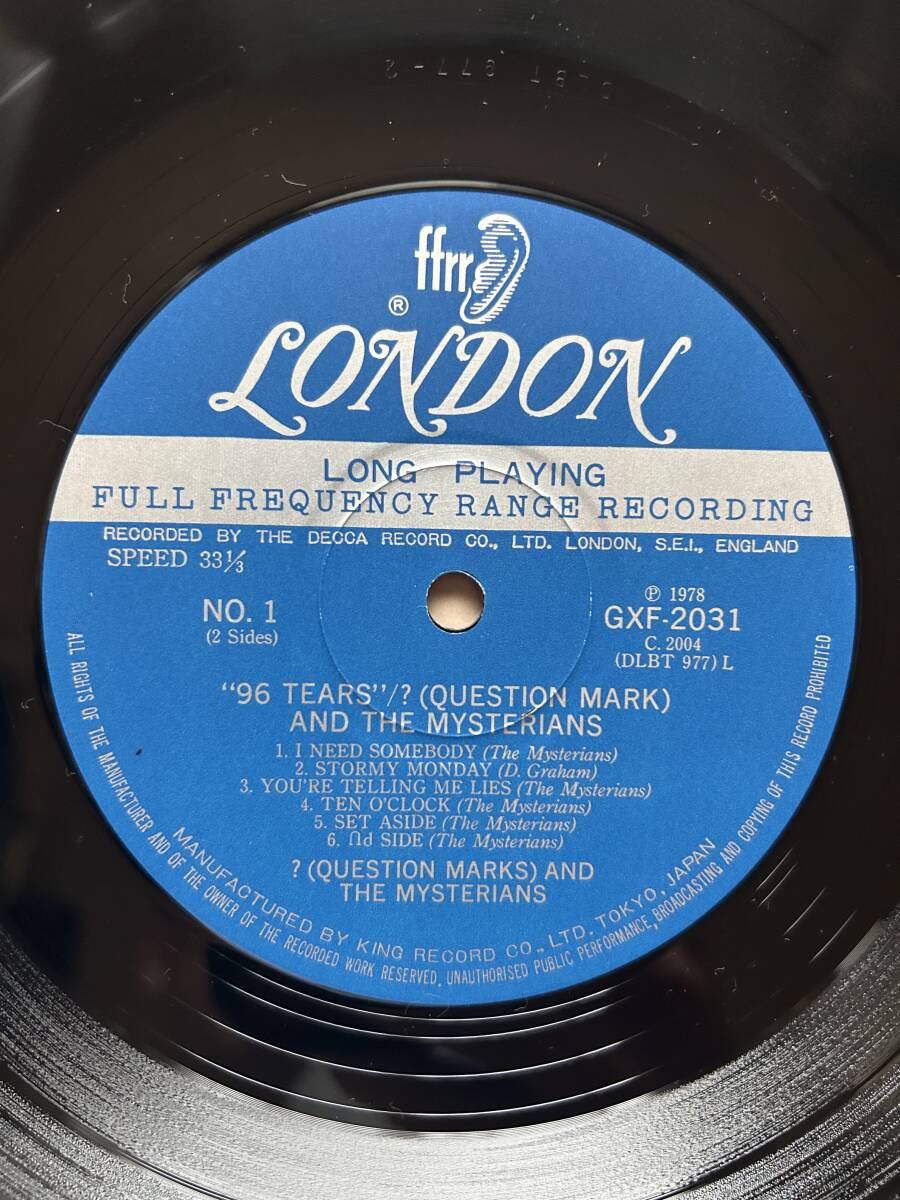 DLBT 977-2
ffrr
®
LONDON
LONG PLAYING
FULL FREQUENCY RANGE RECORDING
RECORDED BY THE DECCA RECORD CO., LTD. LONDON, S.E.I., ENGLAND
SPEED 33⅓
NO. 1
(2 Sides)
℗ 1978
GXF-2031
C. 2004
(DLBT 977) L
"96 TEARS"/? (QUESTION MARK)
AND THE MYSTERIANS
1. I NEED SOMEBODY (The Mysterians)
2. STORMY MONDAY (D. Graham)
3. YOU'RE TELLING ME LIES (The Mysterians)
4. TEN O'CLOCK (The Mysterians)
5. SET ASIDE (The Mysterians)
6. ՈԀ SIDE (The Mysterians)
? (QUESTION MARKS) AND
THE MYSTERIANS
MANUFACTURED BY KING RECORD CO., LTD. TOKYO, JAPAN
ALL RIGHTS OF THE MANUFACTURER AND OF THE OWNER OF THE RECORDED WORK RESERVED, UNAUTHORISED PUBLIC PERFORMANCE, BROADCASTING AND COPYING OF THIS RECORD PROHIBITED